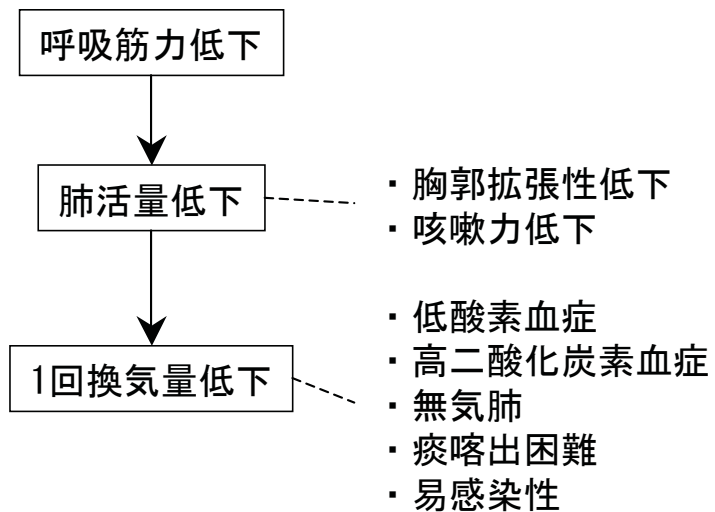 呼吸筋力低下
肺活量低下
・胸郭拡張性低下
・咳嗽力低下
1回換気量低下
・低酸素血症
・高二酸化炭素血症
・無気肺
・痰喀出困難
・易感染性